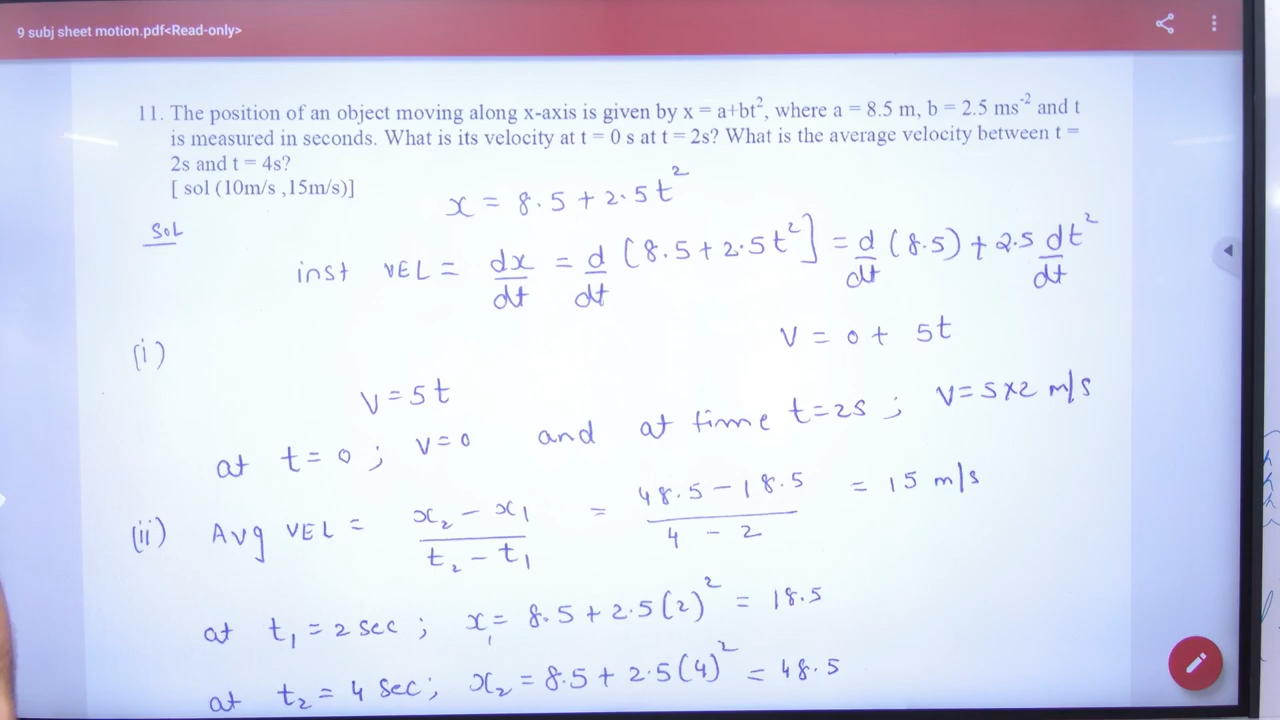 9 subj sheet motion.pdf<Read-only>
11. The position of an object moving along x-axis is given by x = a+bt², where a = 8.5 m, b = 2.5 ms⁻² and t
is measured in seconds. What is its velocity at t = 0 s at t = 2s? What is the average velocity between t =
2s and t = 4s?
[ sol (10m/s ,15m/s)]
x = 8.5 + 2.5t²
Sol
inst VEL = dx/dt = d/dt (8.5 + 2.5t²] = d/dt (8.5) + 2.5 dt²/dt
V = 0 + 5t
(i)
V = 5t
at t = 0 ; V = 0 and at time t = 2s ; V = 5×2 m/s
(ii) Avg VEL = x₂ - x₁ / t₂ - t₁ = 48.5 - 18.5 / 4 - 2 = 15 m/s
at t₁ = 2 sec ; x₁ = 8.5 + 2.5(2)² = 18.5
at t₂ = 4 sec; x₂ = 8.5 + 2.5(4)² = 48.5